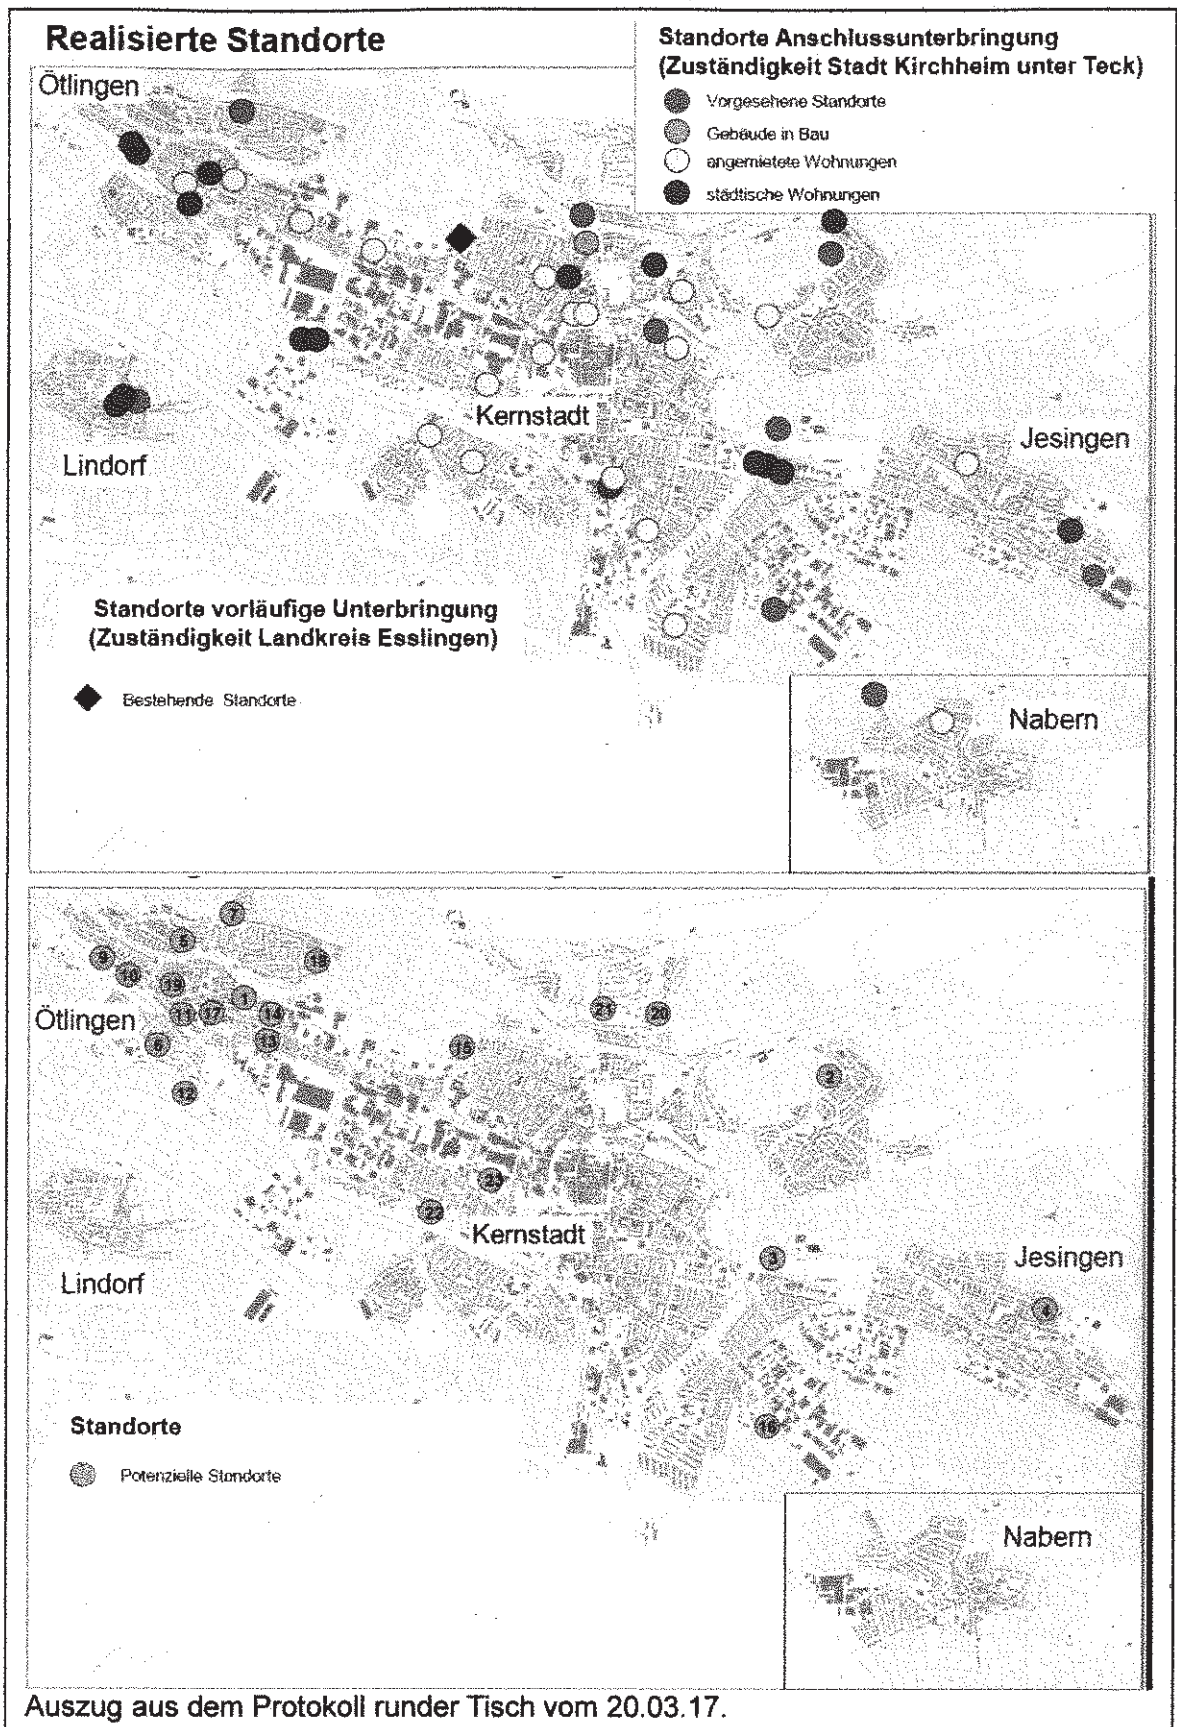 Realisierte Standorte
Standorte Anschlussunterbringung
(Zuständigkeit Stadt Kirchheim unter Teck)
Vorgesehene Standorte
Gebäude in Bau
angemietete Wohnungen
städtische Wohnungen
Ötlingen
Kernstadt
Jesingen
Lindorf
Standorte vorläufige Unterbringung
(Zuständigkeit Landkreis Esslingen)
Bestehende Standorte
Nabern
7
5
9
18
10
19
1
11
17
14
21
20
Ötlingen
6
13
15
2
12
23
22
Kernstadt
3
Jesingen
Lindorf
4
Standorte
16
Potenzielle Standorte
Nabern
Auszug aus dem Protokoll runder Tisch vom 20.03.17.